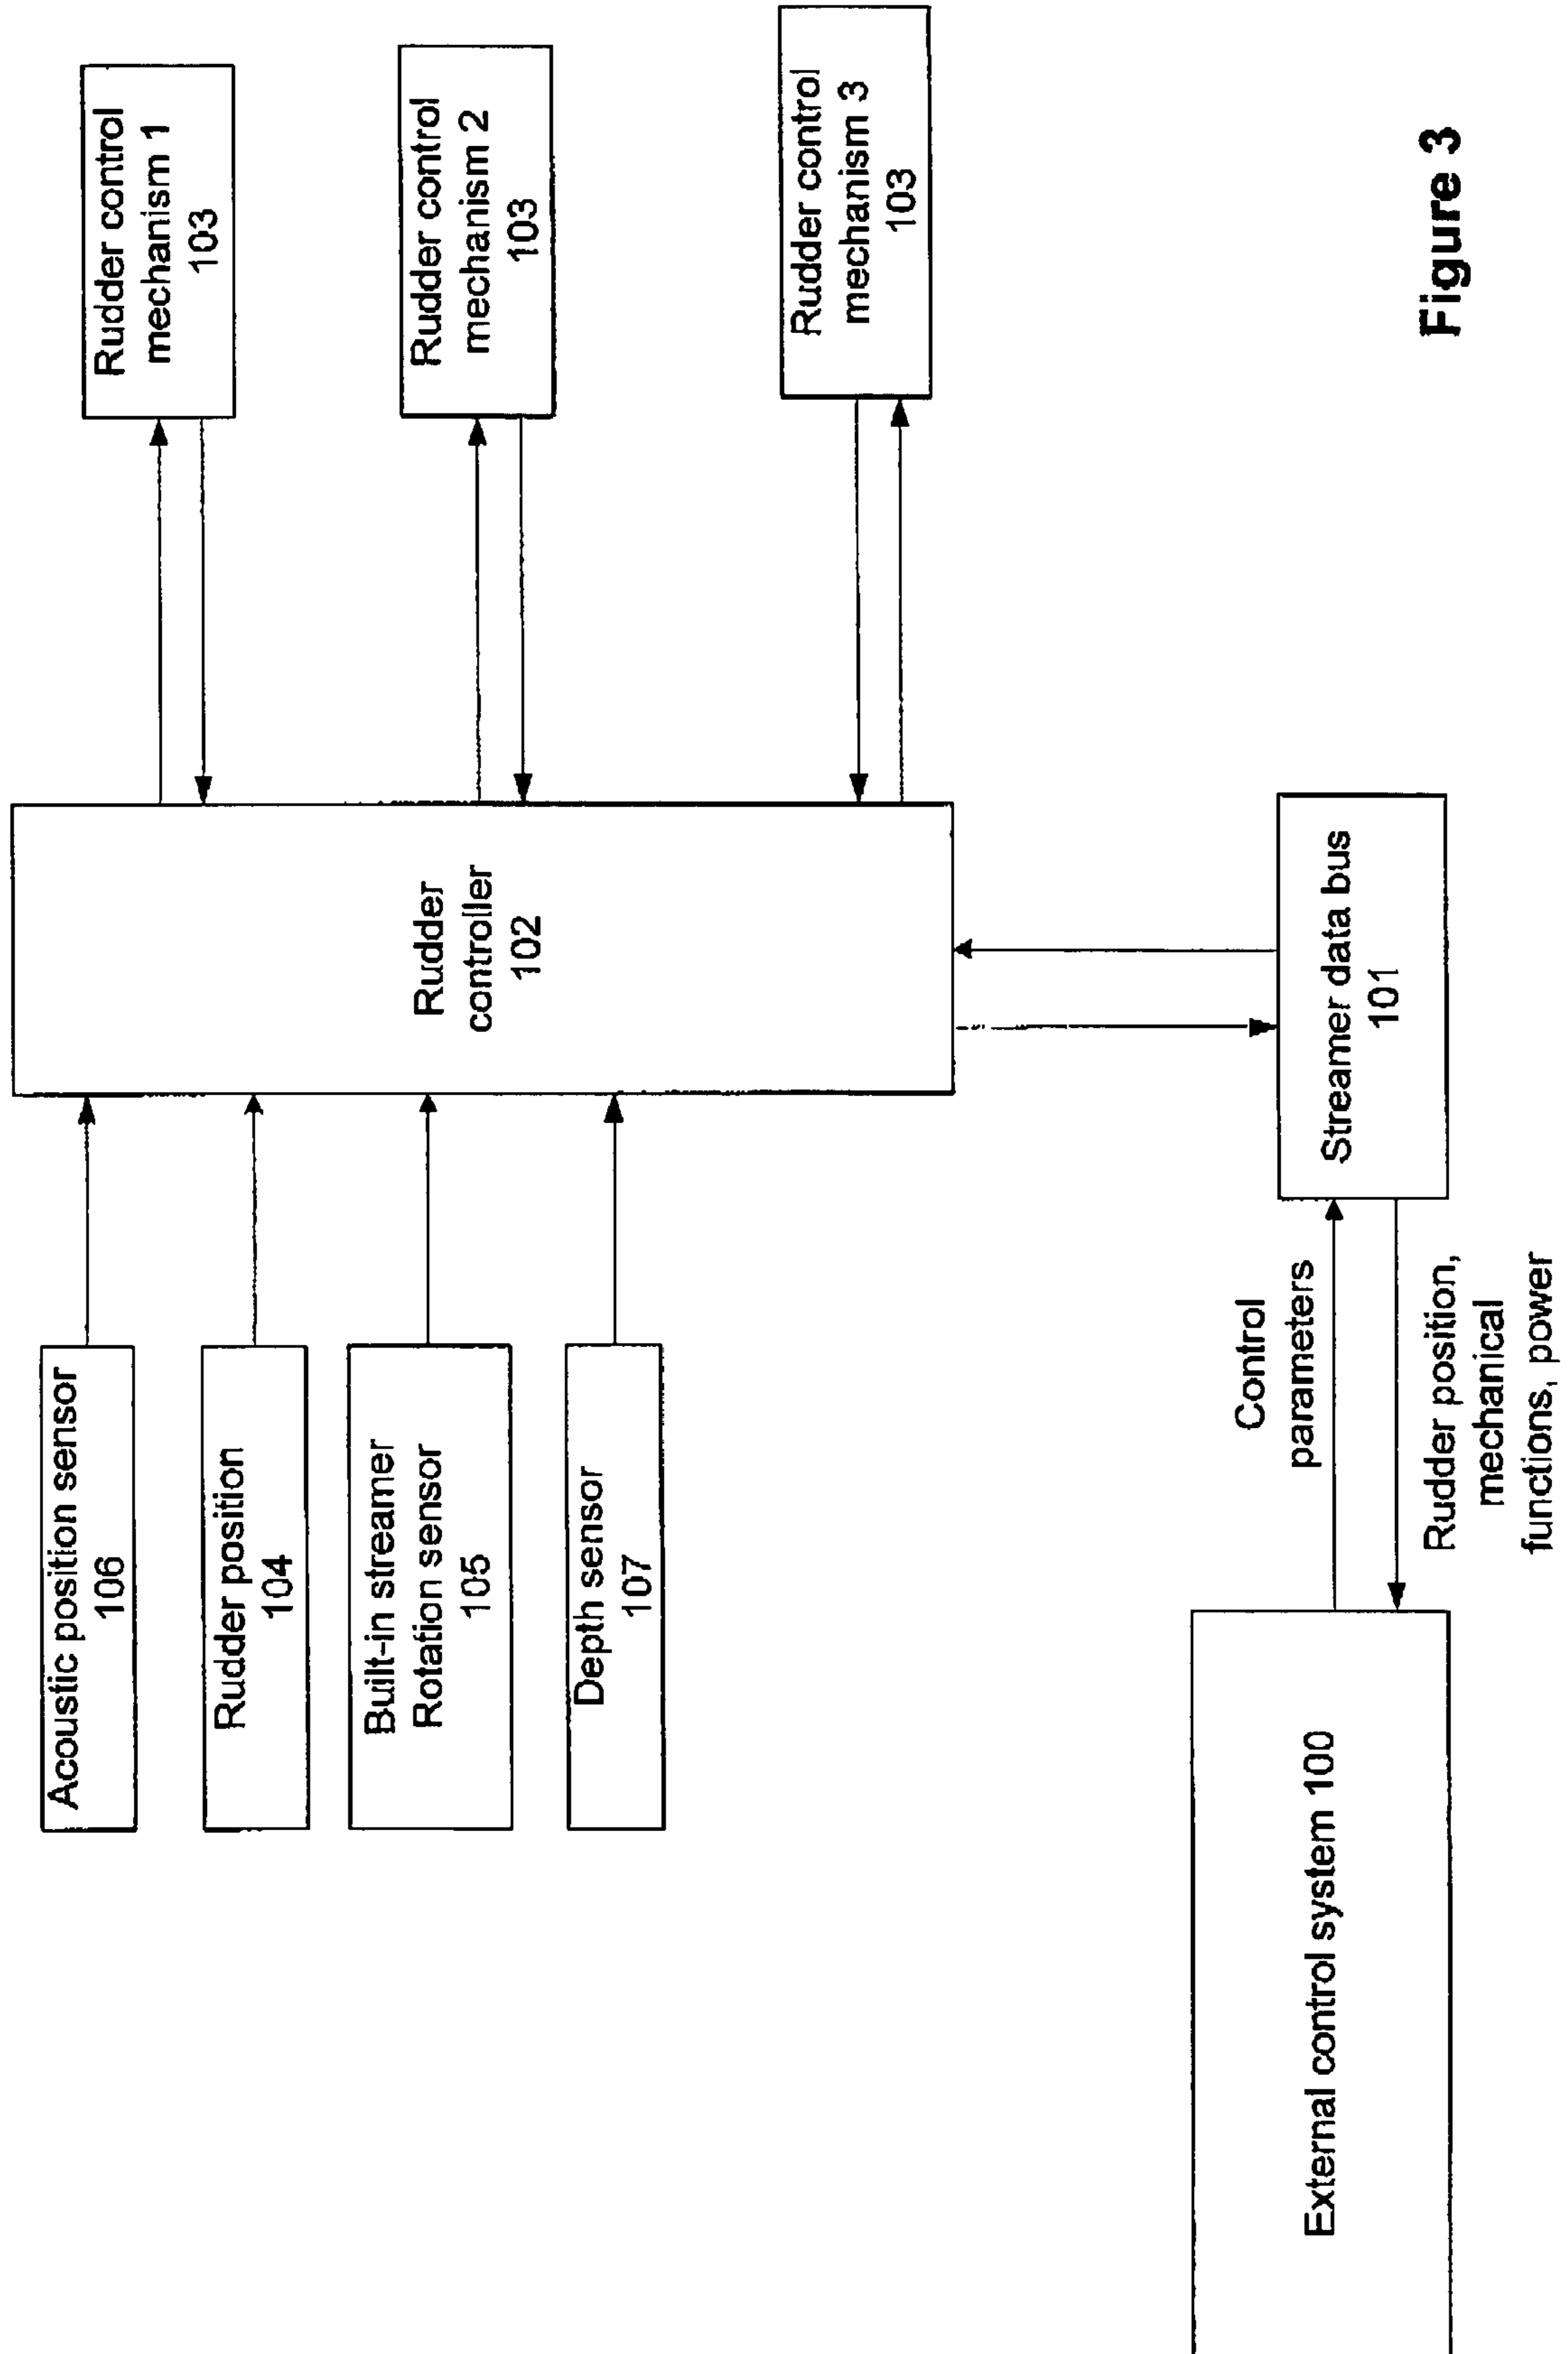 Acoustic position sensor
106
Rudder position
104
Built-in streamer
Rotation sensor
105
Depth sensor
107
Rudder
controller
102
Rudder control
mechanism 1
103
Rudder control
mechanism 2
103
Rudder control
mechanism 3
103
External control system 100
Control
parameters
Rudder position,
mechanical
functions, power
Streamer data bus
101
Figure 3